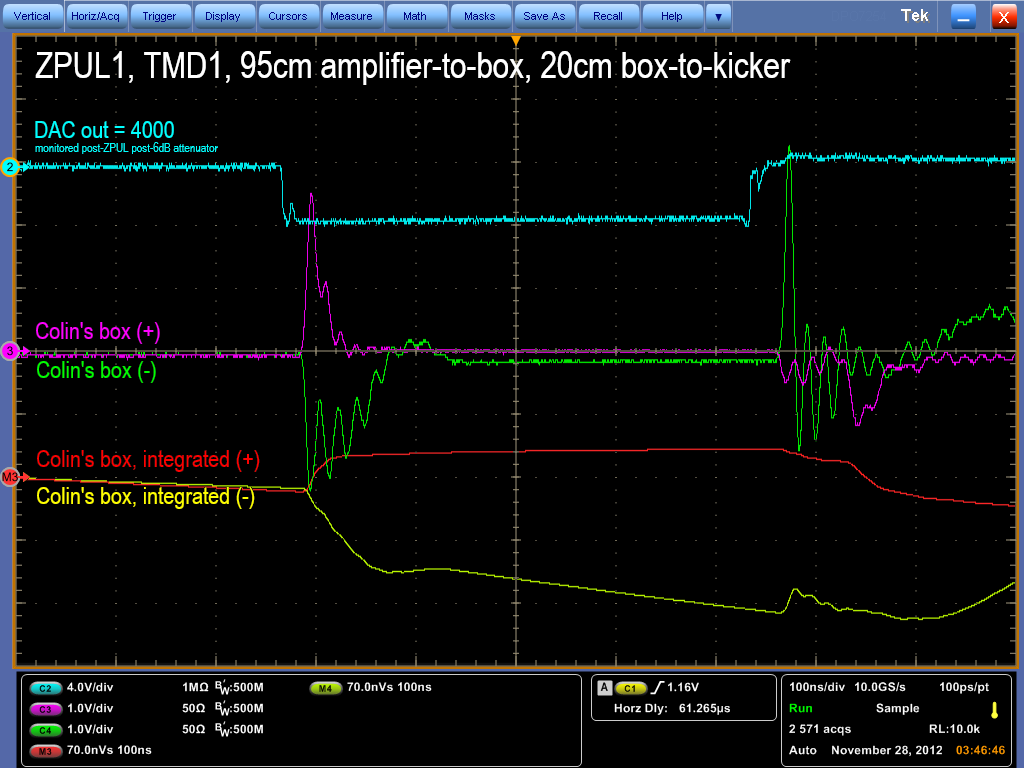 Vertical Horiz/Acq Trigger Display Cursors Measure Math Masks Save As Recall Help ▼ Tek X
ZPUL1, TMD1, 95cm amplifier-to-box, 20cm box-to-kicker
DAC out = 4000
monitored post-ZPUL post-6dB attenuator
2
Colin's box (+)
3
Colin's box (-)
Colin's box, integrated (+)
M3
Colin's box, integrated (-)
C2 4.0V/div 1MΩ BW:500M M4 70.0nVs 100ns
C3 1.0V/div 50Ω BW:500M
C4 1.0V/div 50Ω BW:500M
M3 70.0nVs 100ns
A C1 1.16V
Horz Dly: 61.265µs
100ns/div 10.0GS/s 100ps/pt
Run Sample
2 571 acqs RL:10.0k
Auto November 28, 2012 03:46:46